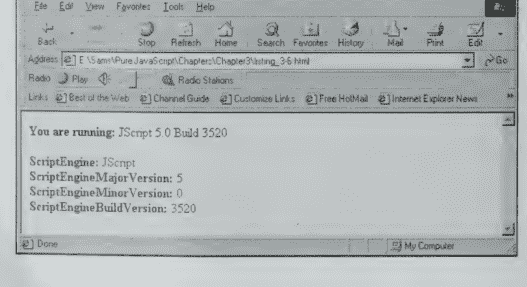 File Edit View Favorites Tools Help
Back Stop Refresh Home Search Favorites History Mail Print Edit
Address E:\Sams\PureJavaScript\Chapters\Chapter3\listing_3-6.html Go
Radio Play Radio Stations
Links Best of the Web Channel Guide Customize Links Free HotMail Internet Explorer News »
You are running: JScript 5.0 Build 3520
ScriptEngine: JScript
ScriptEngineMajorVersion: 5
ScriptEngineMinorVersion: 0
ScriptEngineBuildVersion: 3520
Done My Computer